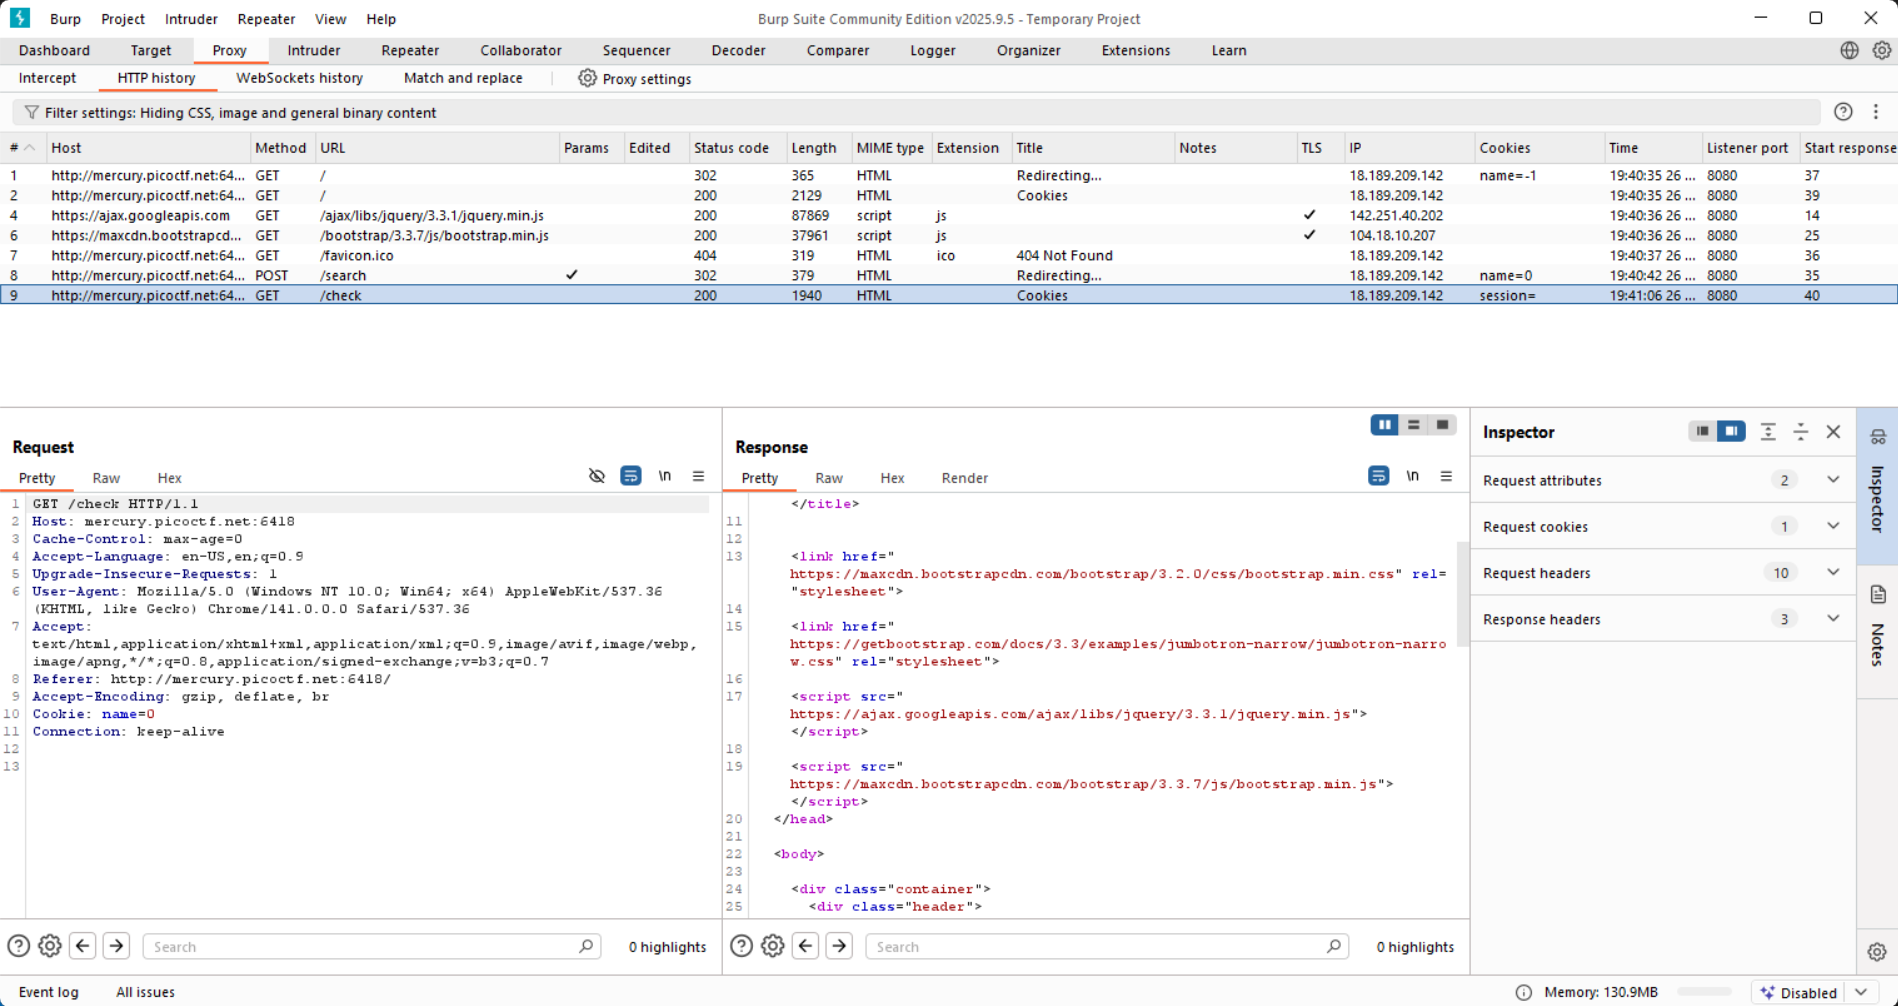 Burp Project Intruder Repeater View Help Burp Suite Community Edition v2025.9.5 - Temporary Project
Dashboard Target Proxy Intruder Repeater Collaborator Sequencer Decoder Comparer Logger Organizer Extensions Learn
Intercept HTTP history WebSockets history Match and replace Proxy settings
Filter settings: Hiding CSS, image and general binary content
# Host Method URL Params Edited Status code Length MIME type Extension Title Notes TLS IP Cookies Time Listener port Start response
1 http://mercury.picoctf.net:64... GET / 302 365 HTML Redirecting... 18.189.209.142 name=-1 19:40:35 26 ... 8080 37
2 http://mercury.picoctf.net:64... GET / 200 2129 HTML Cookies 18.189.209.142 19:40:35 26 ... 8080 39
4 https://ajax.googleapis.com GET /ajax/libs/jquery/3.3.1/jquery.min.js 200 87869 script js ✓ 142.251.40.202 19:40:36 26 ... 8080 14
6 https://maxcdn.bootstrapcd... GET /bootstrap/3.3.7/js/bootstrap.min.js 200 37961 script js ✓ 104.18.10.207 19:40:36 26 ... 8080 25
7 http://mercury.picoctf.net:64... GET /favicon.ico 404 319 HTML ico 404 Not Found 18.189.209.142 19:40:37 26 ... 8080 36
8 http://mercury.picoctf.net:64... POST /search ✓ 302 379 HTML Redirecting... 18.189.209.142 name=0 19:40:42 26 ... 8080 35
9 http://mercury.picoctf.net:64... GET /check 200 1940 HTML Cookies 18.189.209.142 session= 19:41:06 26 ... 8080 40
Request
Pretty Raw Hex \n
1 GET /check HTTP/1.1
2 Host: mercury.picoctf.net:6418
3 Cache-Control: max-age=0
4 Accept-Language: en-US,en;q=0.9
5 Upgrade-Insecure-Requests: 1
6 User-Agent: Mozilla/5.0 (Windows NT 10.0; Win64; x64) AppleWebKit/537.36
(KHTML, like Gecko) Chrome/141.0.0.0 Safari/537.36
7 Accept:
text/html,application/xhtml+xml,application/xml;q=0.9,image/avif,image/webp,
image/apng,*/*;q=0.8,application/signed-exchange;v=b3;q=0.7
8 Referer: http://mercury.picoctf.net:6418/
9 Accept-Encoding: gzip, deflate, br
10 Cookie: name=0
11 Connection: keep-alive
12
13
Search 0 highlights
Response
Pretty Raw Hex Render \n
</title>
11
12
13 <link href="
https://maxcdn.bootstrapcdn.com/bootstrap/3.2.0/css/bootstrap.min.css" rel=
"stylesheet">
14
15 <link href="
https://getbootstrap.com/docs/3.3/examples/jumbotron-narrow/jumbotron-narro
w.css" rel="stylesheet">
16
17 <script src="
https://ajax.googleapis.com/ajax/libs/jquery/3.3.1/jquery.min.js">
</script>
18
19 <script src="
https://maxcdn.bootstrapcdn.com/bootstrap/3.3.7/js/bootstrap.min.js">
</script>
20 </head>
21
22 <body>
23
24 <div class="container">
25 <div class="header">
Search 0 highlights
Inspector
Request attributes 2
Request cookies 1
Request headers 10
Response headers 3
Inspector
Notes
Event log All issues Memory: 130.9MB Disabled